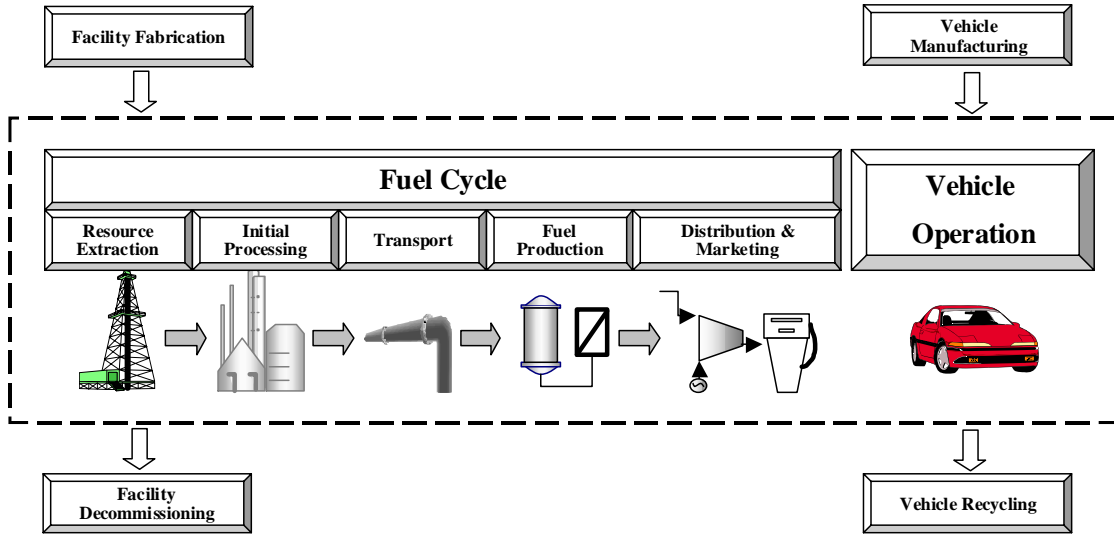 Facility Fabrication
Vehicle
Manufacturing
Fuel Cycle
Vehicle
Operation
Resource
Extraction
Initial
Processing
Transport
Fuel
Production
Distribution &
Marketing
Facility
Decommissioning
Vehicle Recycling